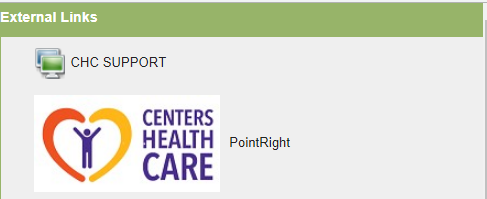 External Links
CHC SUPPORT
CENTERS
HEALTH
CARE
PointRight